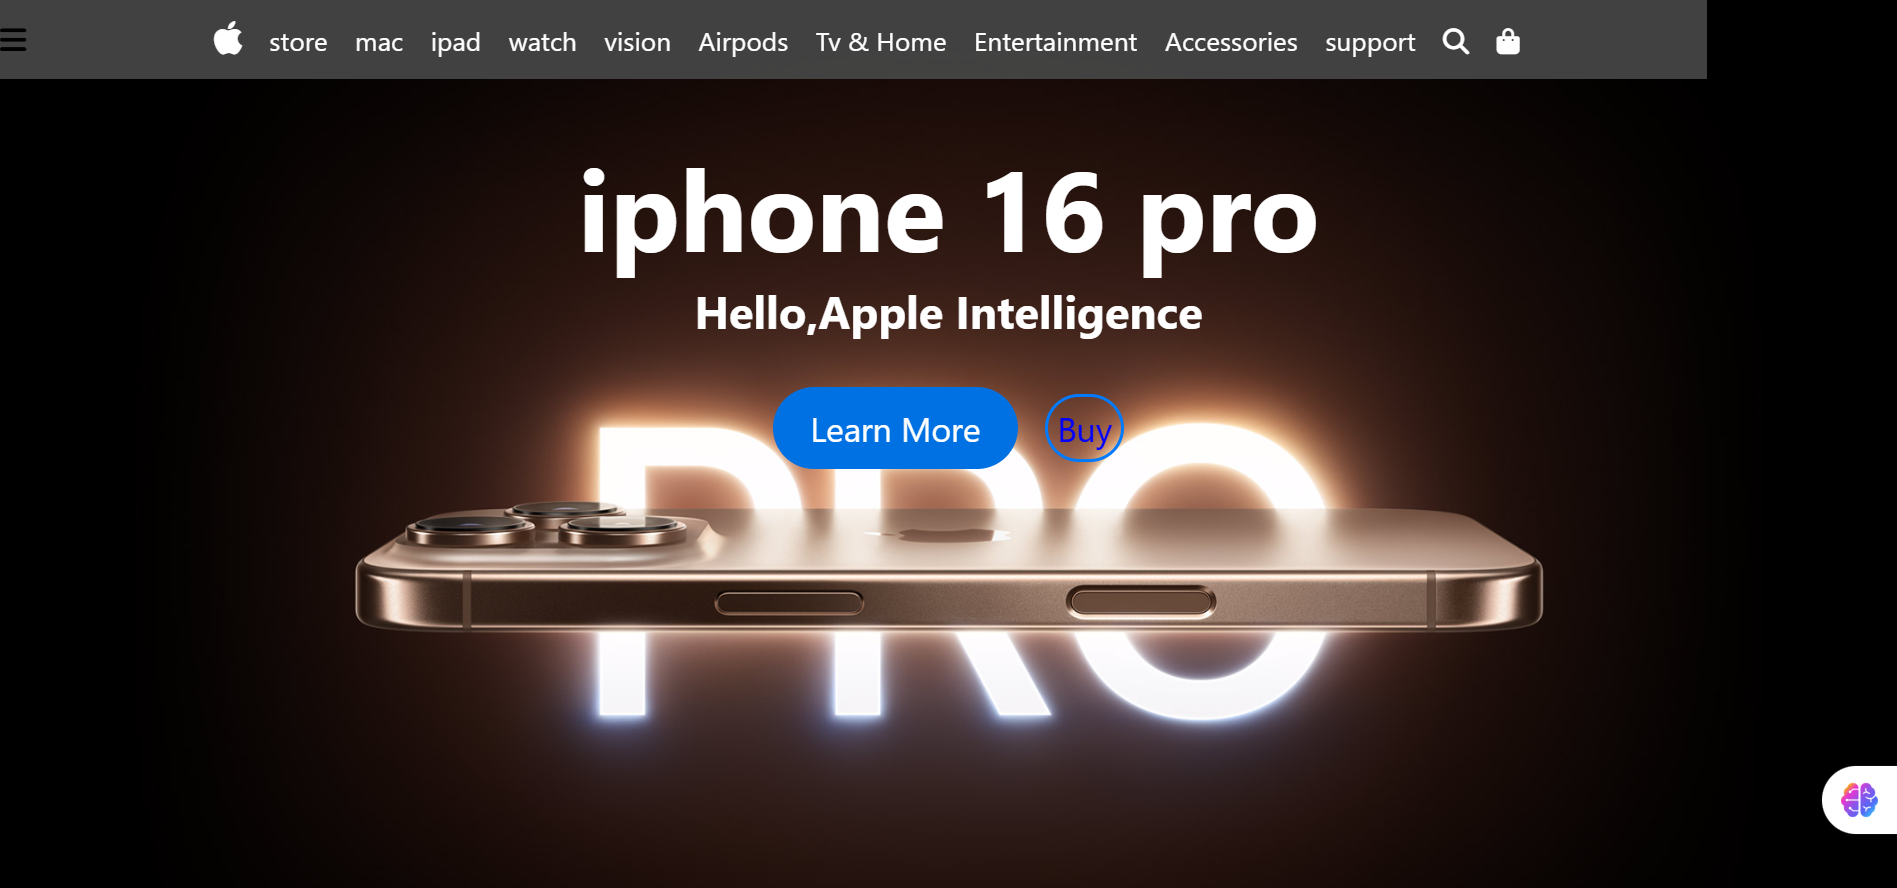 store mac ipad watch vision Airpods Tv & Home Entertainment Accessories support
iphone 16 pro
Hello,Apple Intelligence
Learn More Buy
PRO